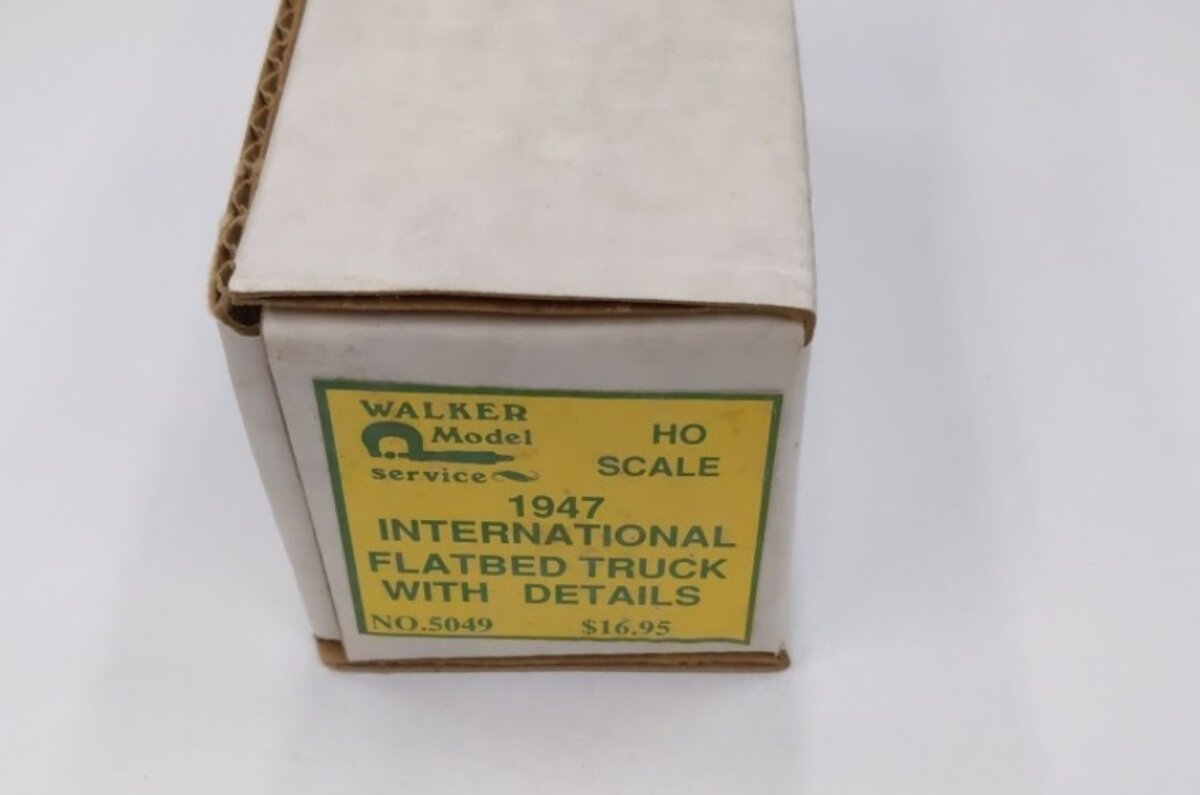 WALKER
Model
service
HO
SCALE
1947
INTERNATIONAL
FLATBED TRUCK
WITH DETAILS
NO.5049 $16.95